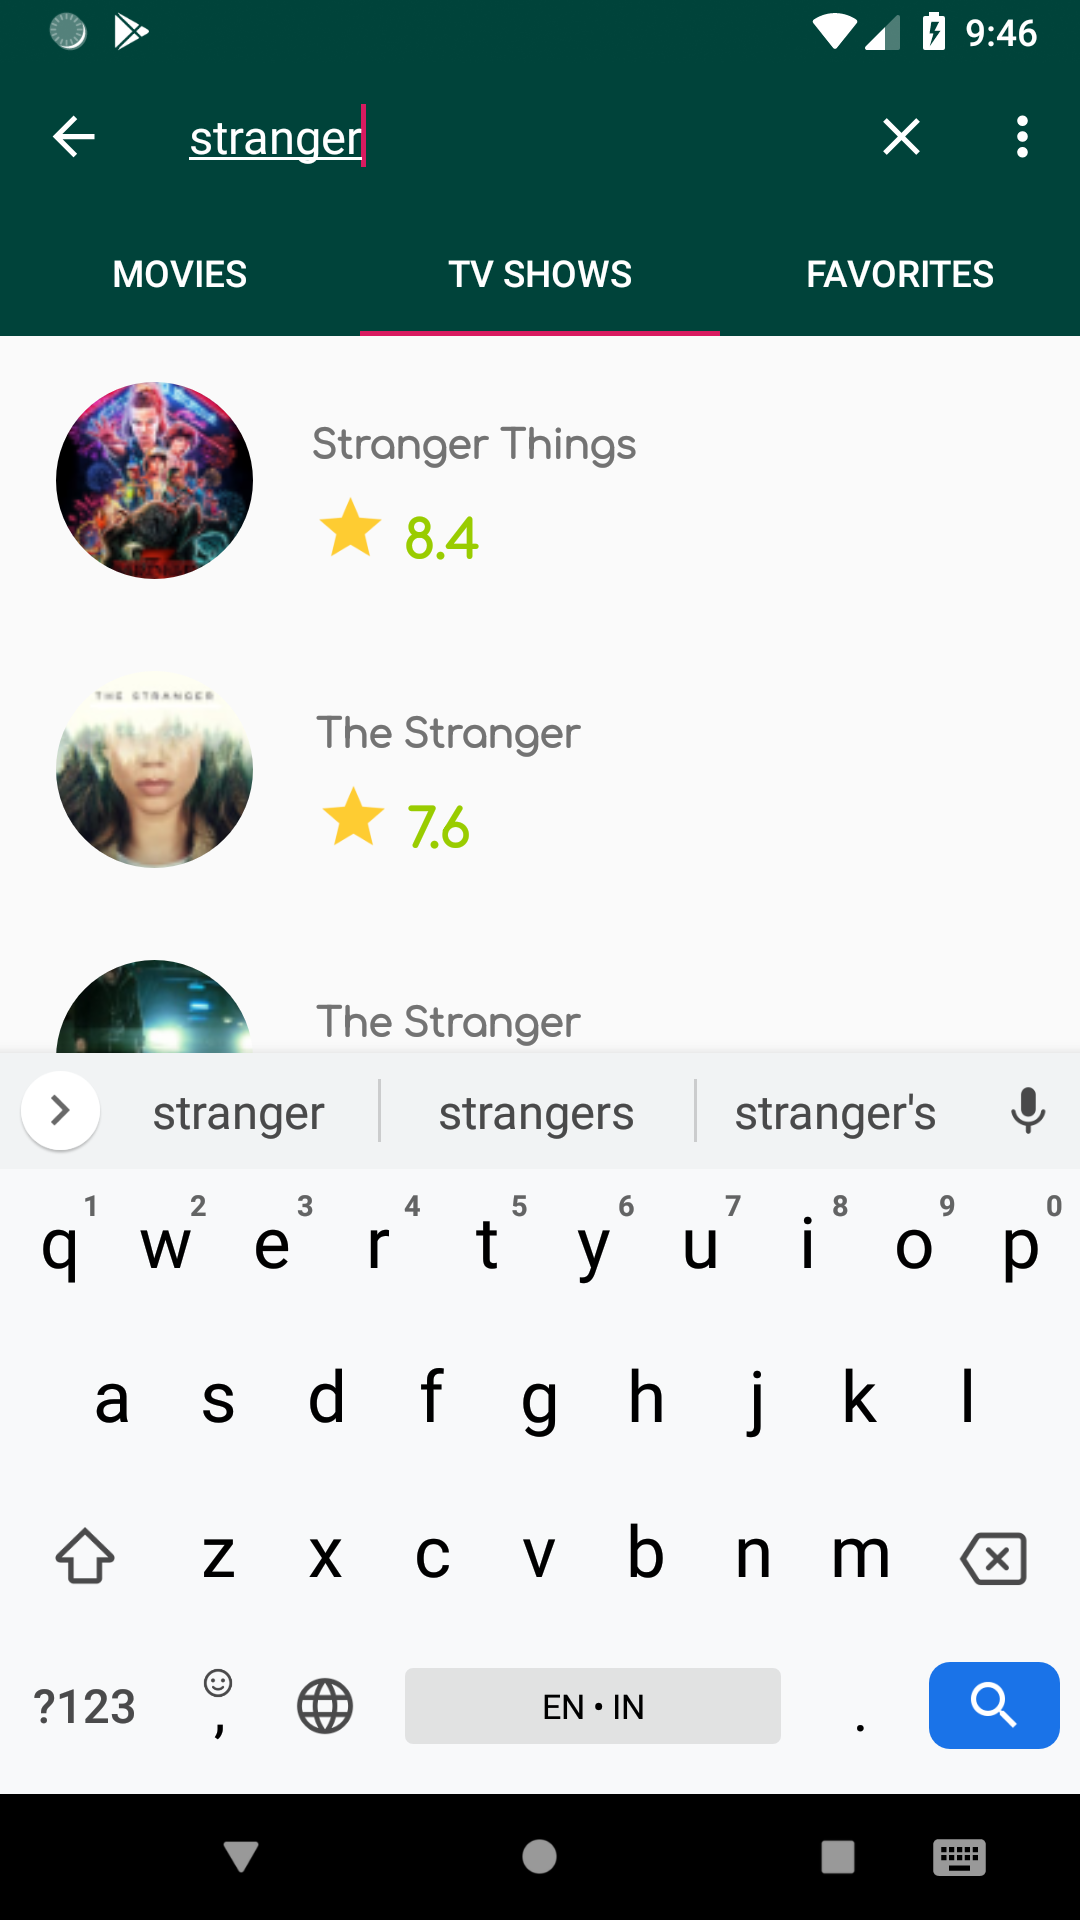 9:46
stranger
MOVIES TV SHOWS FAVORITES
Stranger Things
8.4
THE STRANGER
The Stranger
7.6
The Stranger
stranger strangers stranger's
1 2 3 4 5 6 7 8 9 0
q w e r t y u i o p
a s d f g h j k l
z x c v b n m
?123 , EN • IN .